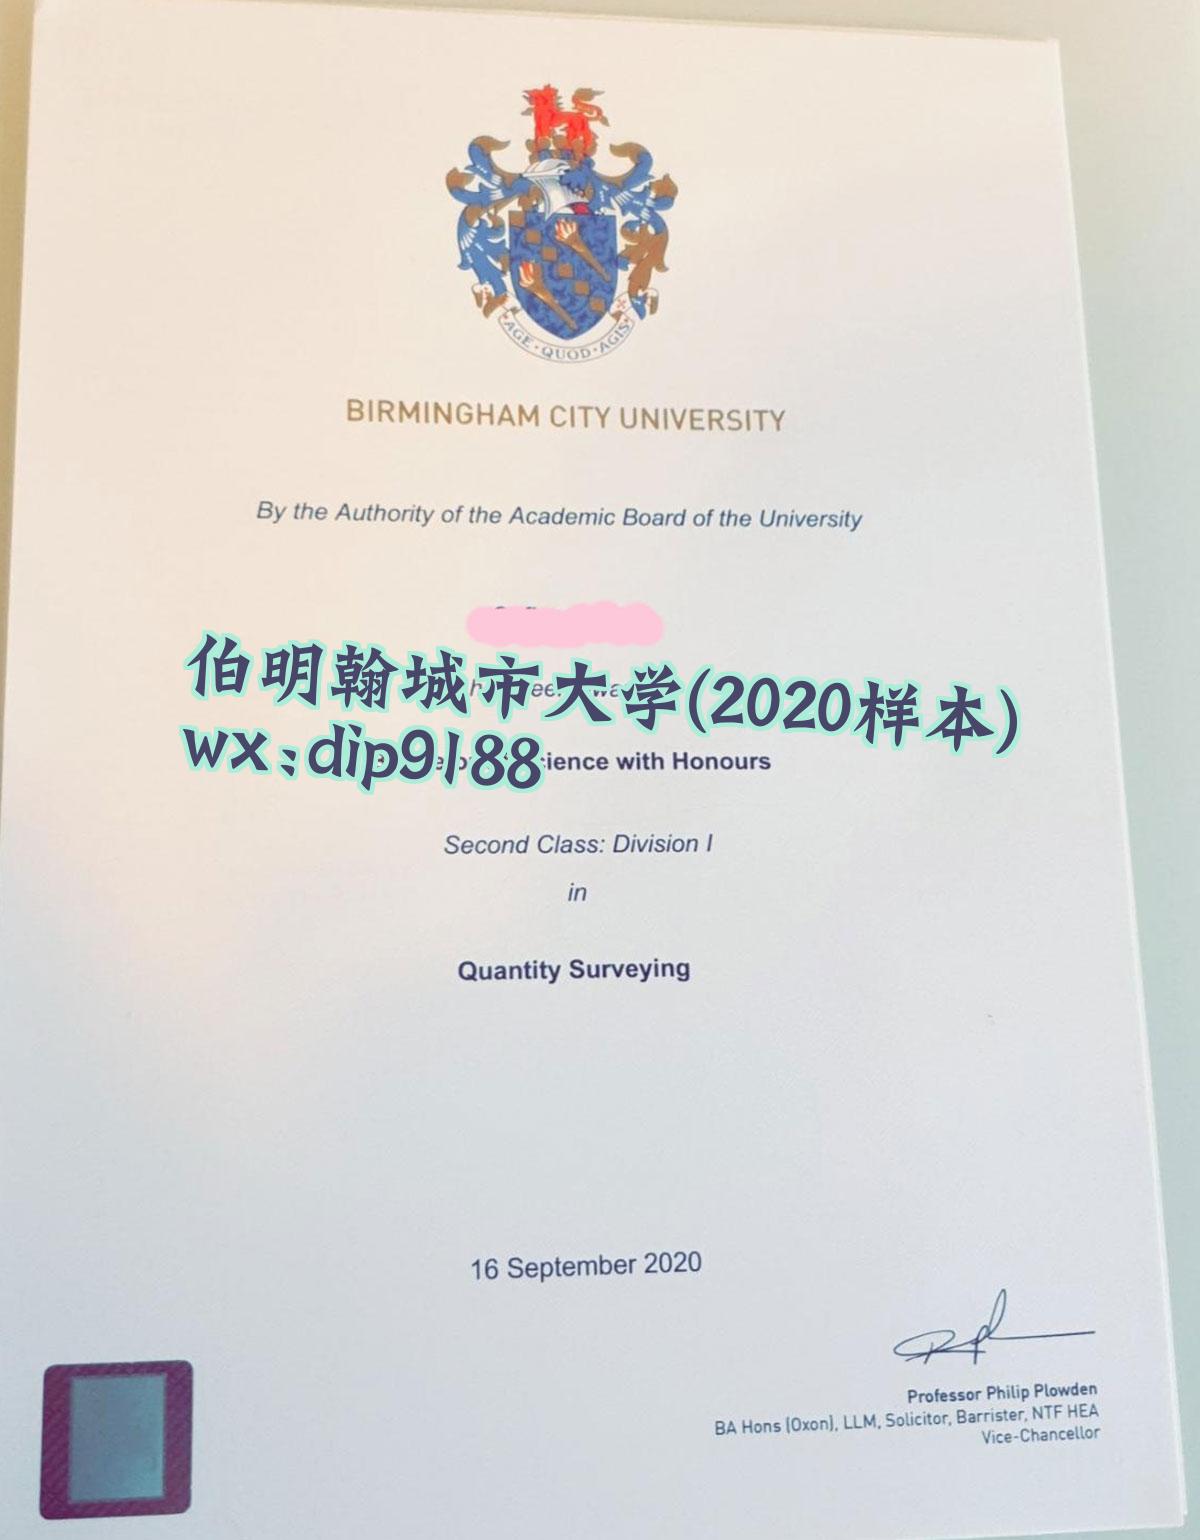 AGE·QUOD·AGIS
BIRMINGHAM CITY UNIVERSITY
By the Authority of the Academic Board of the University
伯明翰城市大学(2020样本)
wx;dip9188
with Honours
Second Class: Division I
in
Quantity Surveying
16 September 2020
Professor Philip Plowden
BA Hons (Oxon), LLM, Solicitor, Barrister, NTF HEA
Vice-Chancellor